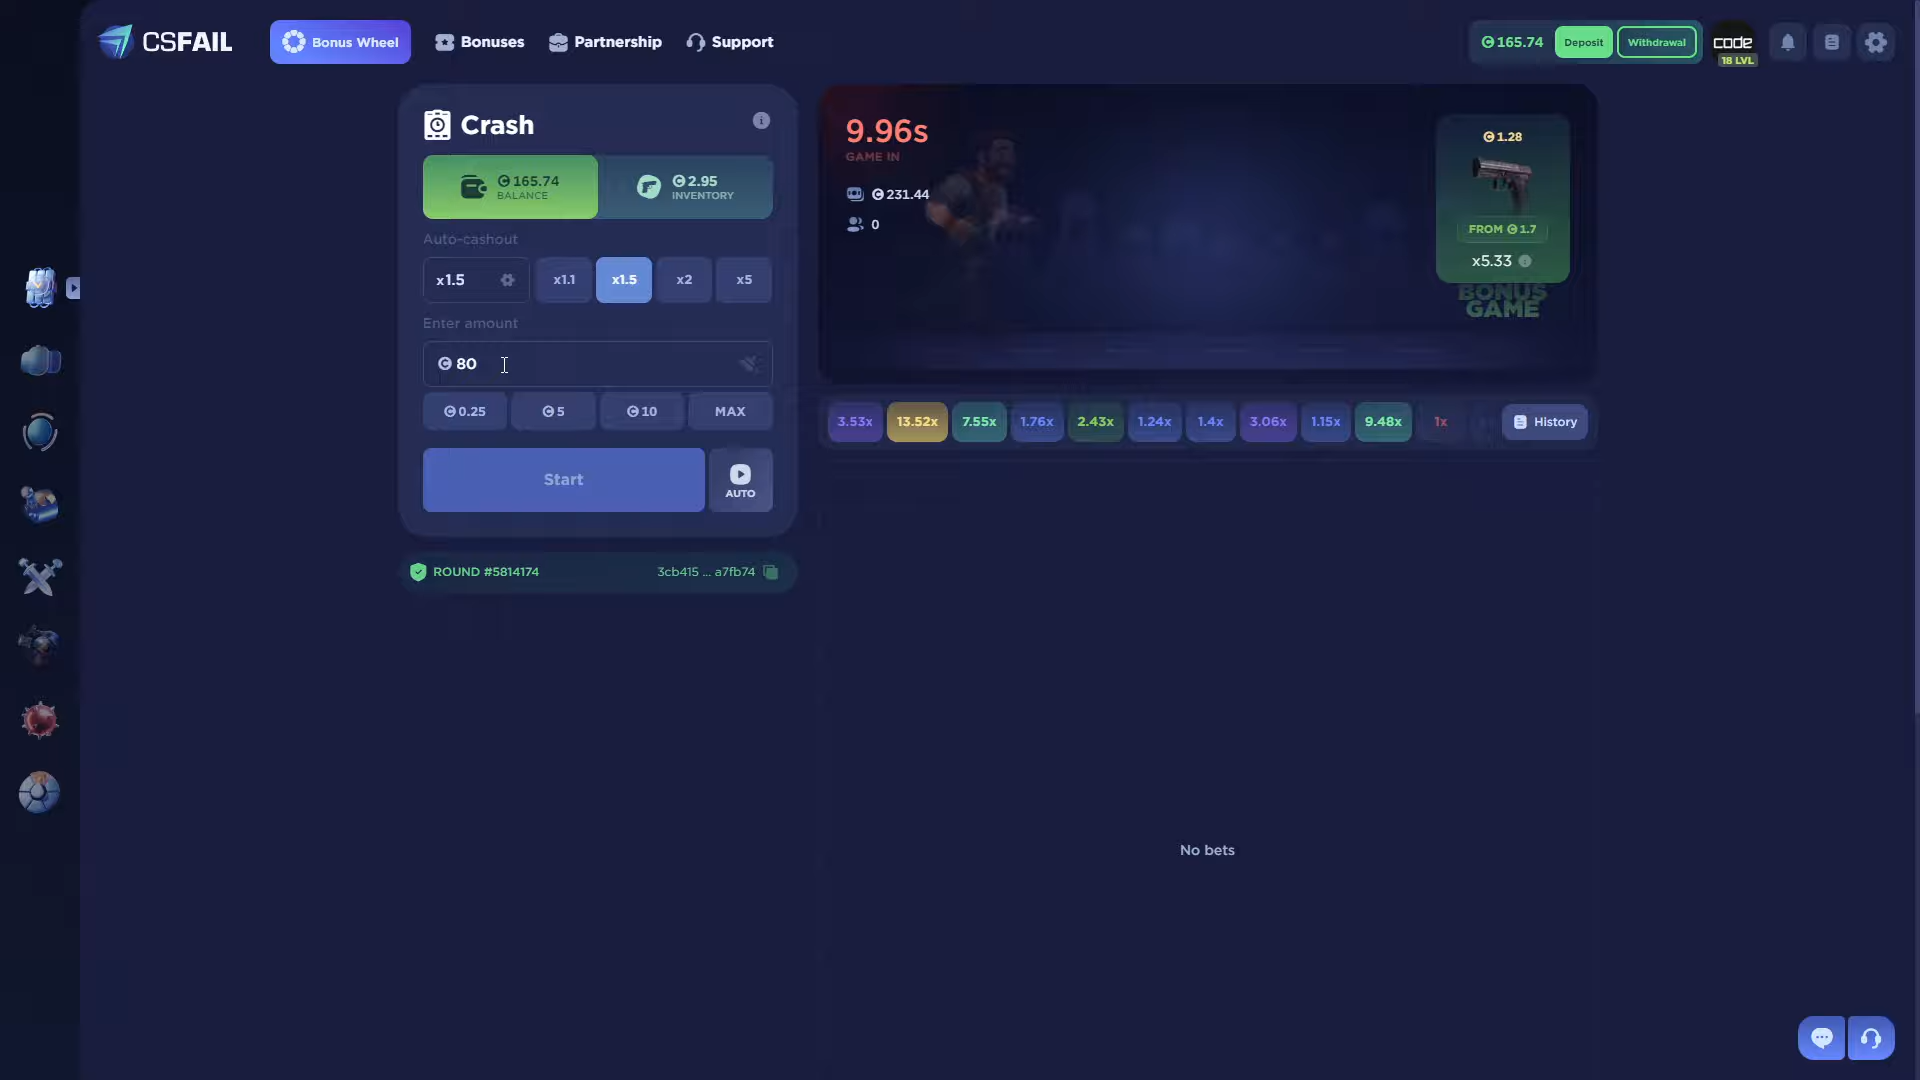 CSFAIL
Bonus Wheel
Bonuses
Partnership
Support
165.74
Deposit
Withdrawal
code
18 LVL
Crash
165.74
BALANCE
2.95
INVENTORY
Auto-cashout
x1.5
x1.1
x1.5
x2
x5
Enter amount
80
0.25
5
10
MAX
Start
AUTO
ROUND #5814174
3cb415 ... a7fb74
9.96s
GAME IN
231.44
0
1.28
FROM 1.7
x5.33
BONUS
GAME
3.53x
13.52x
7.55x
1.76x
2.43x
1.24x
1.4x
3.06x
1.15x
9.48x
1x
History
No bets